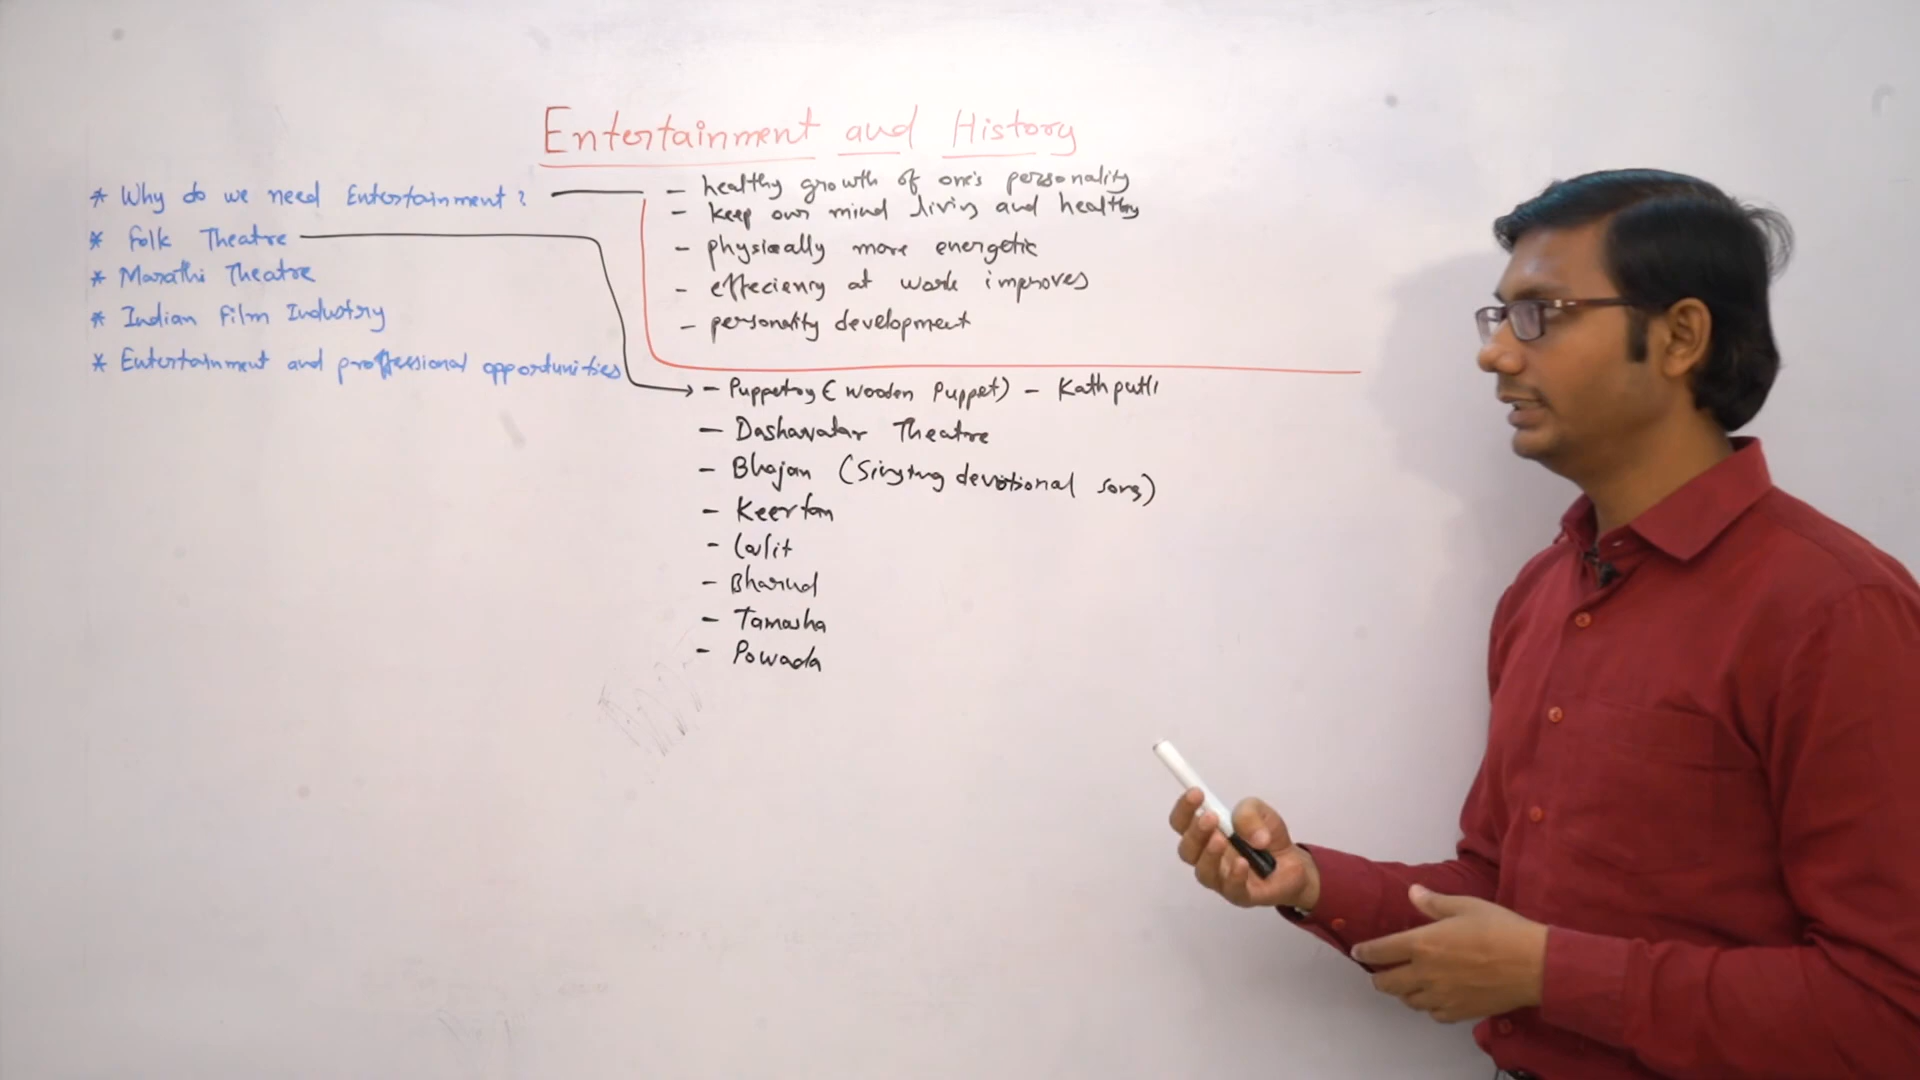 Entertainment and History
* Why do we need Entertainment?
* Folk Theatre
* Marathi Theatre
* Indian Film Industry
* Entertainment and proffessional opportunities
- healthy growth of one's personality
- keep our mind living and healthy
- physically more energetic
- effeciency at work improves
- personality development
- Puppetry (Wooden Puppet) - Kathputli
- Dashavatar Theatre
- Bhajan (Singing devotional song)
- Keertan
- Lalit
- Bharud
- Tamasha
- Powada